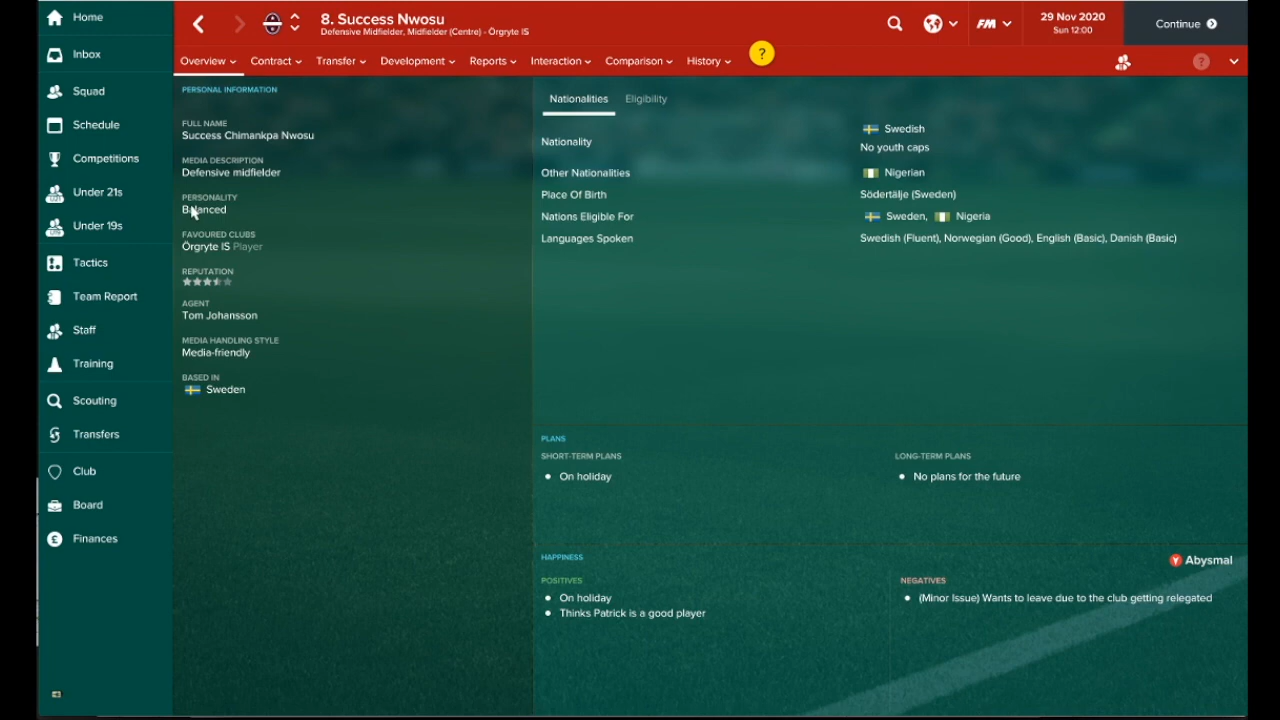 Home
Inbox
Squad
Schedule
Competitions
Under 21s
Under 19s
Tactics
Team Report
Staff
Training
Scouting
Transfers
Club
Board
Finances
8. Success Nwosu
Defensive Midfielder, Midfielder (Centre) - Örgryte IS
FM
29 Nov 2020
Sun 12:00
Continue
Overview
Contract
Transfer
Development
Reports
Interaction
Comparison
History
?
?
PERSONAL INFORMATION
FULL NAME
Success Chimankpa Nwosu
MEDIA DESCRIPTION
Defensive midfielder
PERSONALITY
Balanced
FAVOURED CLUBS
Örgryte IS Player
REPUTATION
AGENT
Tom Johansson
MEDIA HANDLING STYLE
Media-friendly
BASED IN
Sweden
Nationalities Eligibility
Nationality
Swedish
No youth caps
Other Nationalities Nigerian
Place Of Birth Södertälje (Sweden)
Nations Eligible For Sweden, Nigeria
Languages Spoken Swedish (Fluent), Norwegian (Good), English (Basic), Danish (Basic)
PLANS
SHORT-TERM PLANS
On holiday
LONG-TERM PLANS
No plans for the future
HAPPINESS
Abysmal
POSITIVES
On holiday
Thinks Patrick is a good player
NEGATIVES
(Minor Issue) Wants to leave due to the club getting relegated